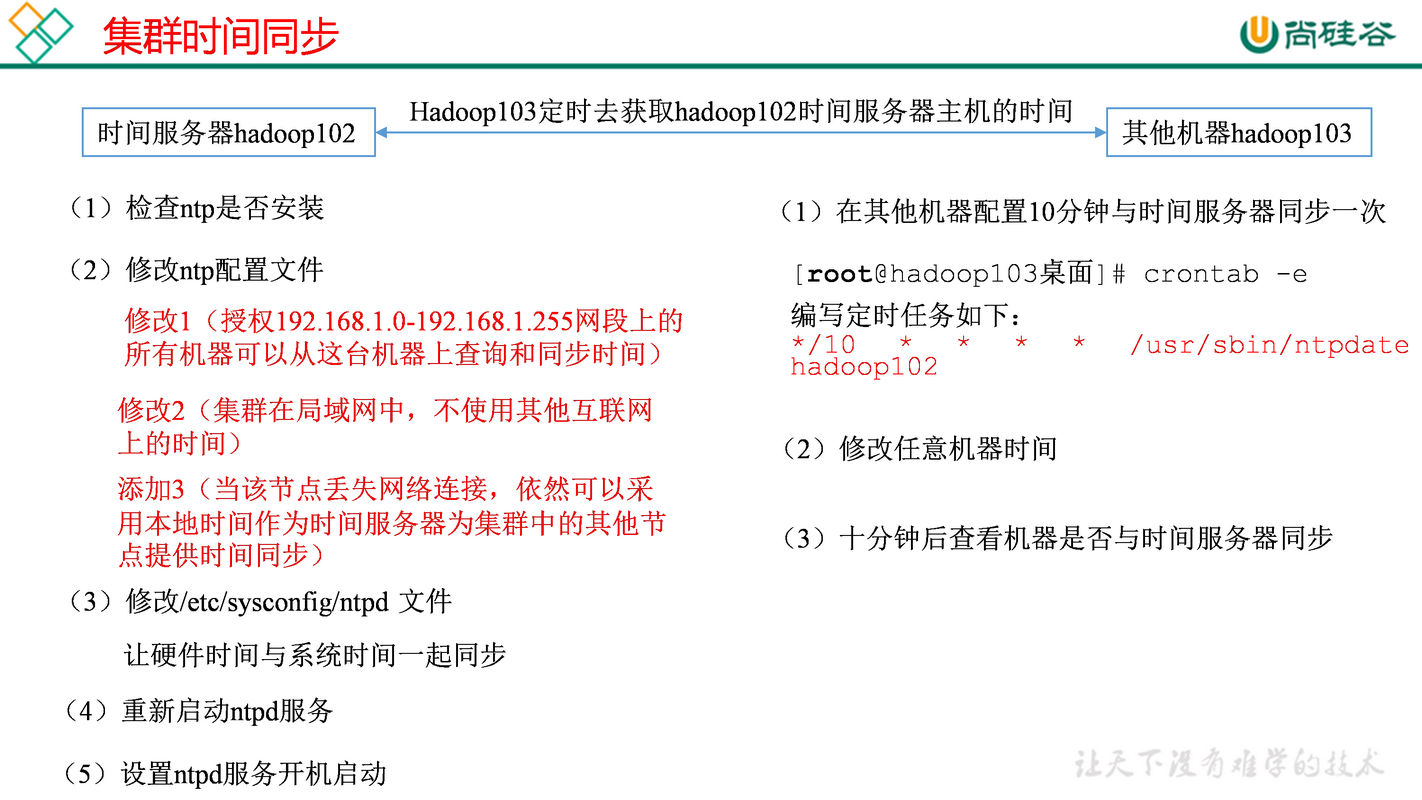 集群时间同步
尚硅谷
Hadoop103定时去获取hadoop102时间服务器主机的时间
时间服务器hadoop102
其他机器hadoop103
（1）检查ntp是否安装
（2）修改ntp配置文件
修改1（授权192.168.1.0-192.168.1.255网段上的
所有机器可以从这台机器上查询和同步时间）
修改2（集群在局域网中，不使用其他互联网
上的时间）
添加3（当该节点丢失网络连接，依然可以采
用本地时间作为时间服务器为集群中的其他节
点提供时间同步）
（3）修改/etc/sysconfig/ntpd 文件
让硬件时间与系统时间一起同步
（4）重新启动ntpd服务
（5）设置ntpd服务开机启动
（1）在其他机器配置10分钟与时间服务器同步一次
[root@hadoop103桌面]# crontab -e
编写定时任务如下：
*/10 * * * * /usr/sbin/ntpdate
hadoop102
（2）修改任意机器时间
（3）十分钟后查看机器是否与时间服务器同步
让天下没有难学的技术